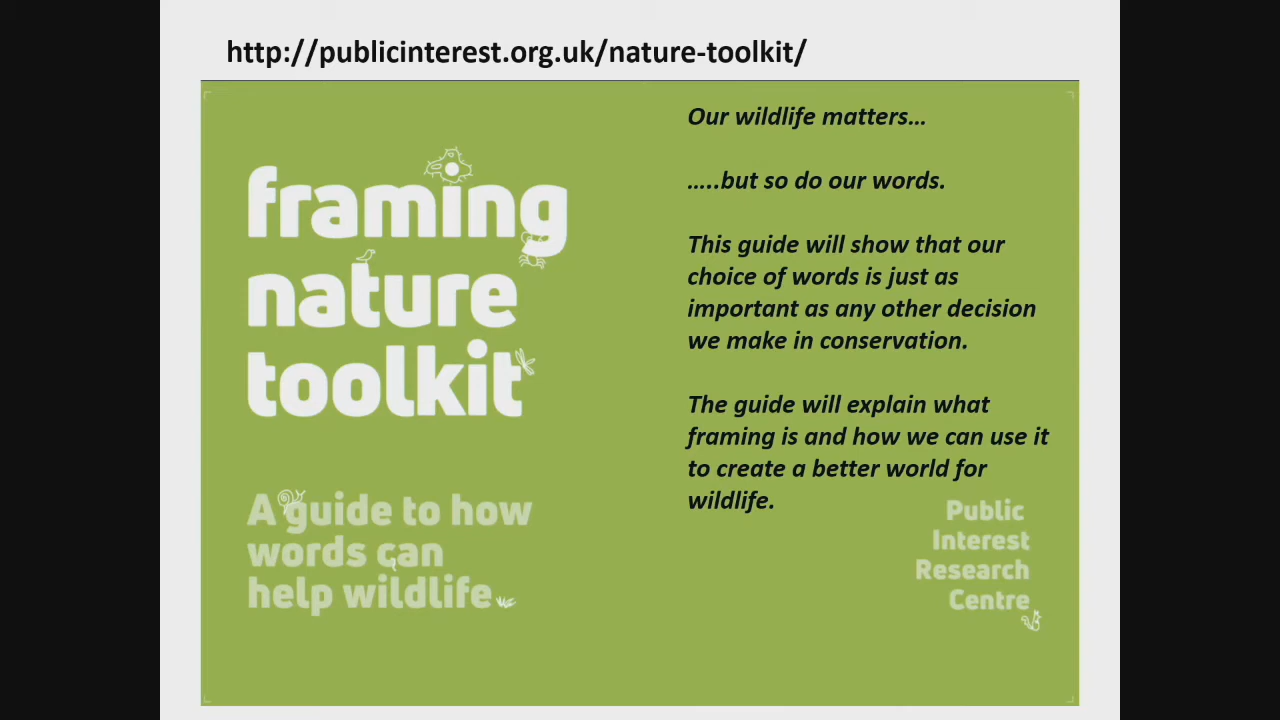 http://publicinterest.org.uk/nature-toolkit/
framing
nature
toolkit
A guide to how
words can
help wildlife
Our wildlife matters…
…..but so do our words.
This guide will show that our
choice of words is just as
important as any other decision
we make in conservation.
The guide will explain what
framing is and how we can use it
to create a better world for
wildlife.
Public
Interest
Research
Centre